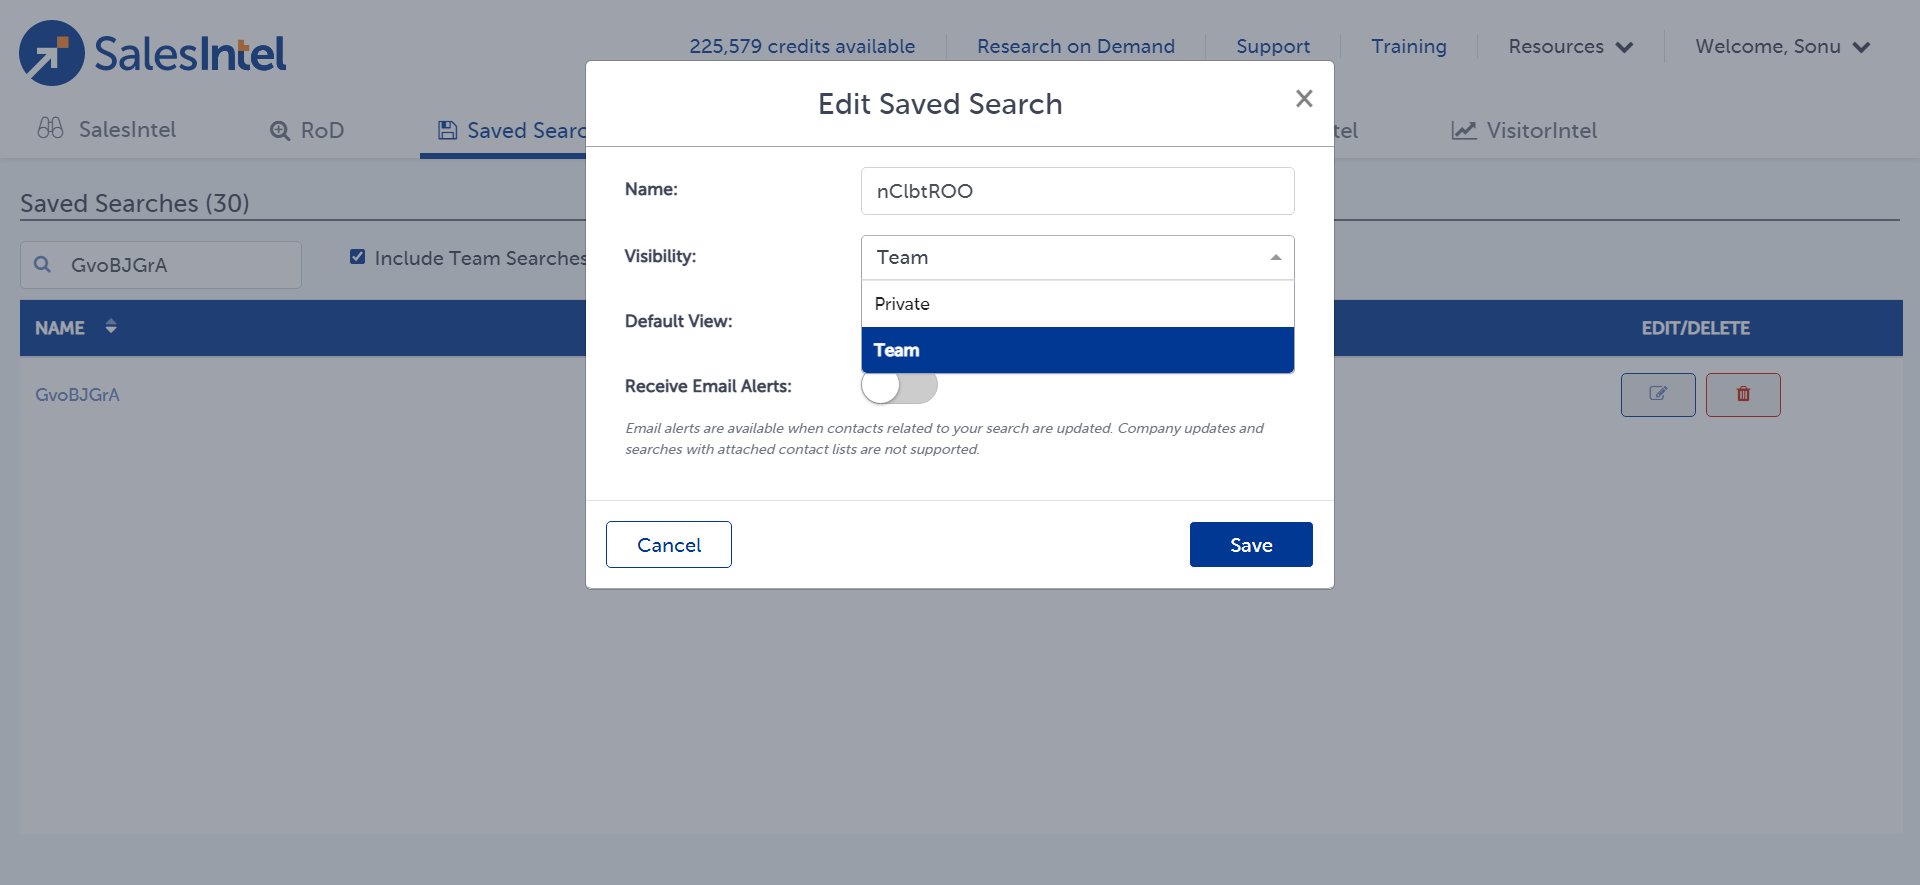 SalesIntel
225,579 credits available
Research on Demand
Support
Training
Resources
Welcome, Sonu
SalesIntel
RoD
Saved Searc
tel
VisitorIntel
Edit Saved Search
Saved Searches (30)
GvoBJGrA
Include Team Searches
NAME
EDIT/DELETE
GvoBJGrA
Name:
nClbtROO
Visibility:
Team
Private
Team
Default View:
Receive Email Alerts:
Email alerts are available when contacts related to your search are updated. Company updates and
searches with attached contact lists are not supported.
Cancel
Save